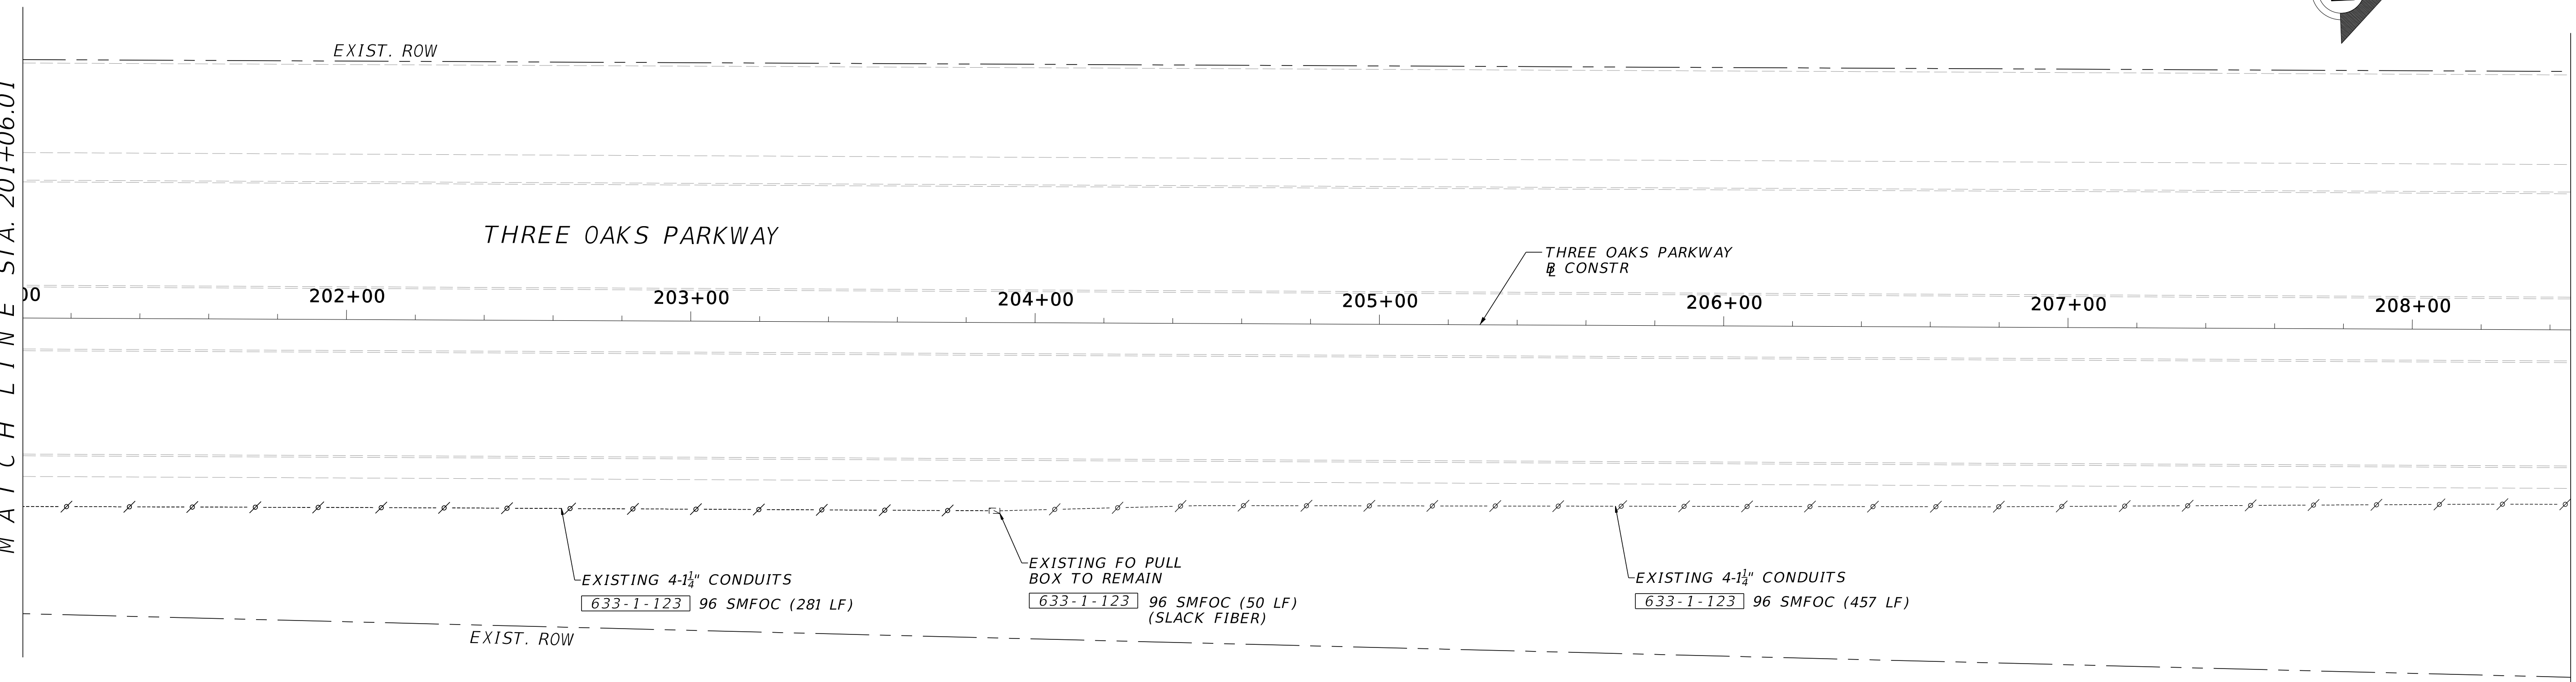 EXIST. ROW
MATCH LINE STA. 201+06.01
THREE OAKS PARKWAY
THREE OAKS PARKWAY
BL CONSTR
00
202+00
203+00
204+00
205+00
206+00
207+00
208+00
EXISTING 4-1¼" CONDUITS
633-1-123 96 SMFOC (281 LF)
EXISTING FO PULL
BOX TO REMAIN
633-1-123 96 SMFOC (50 LF)
(SLACK FIBER)
EXISTING 4-1¼" CONDUITS
633-1-123 96 SMFOC (457 LF)
EXIST. ROW